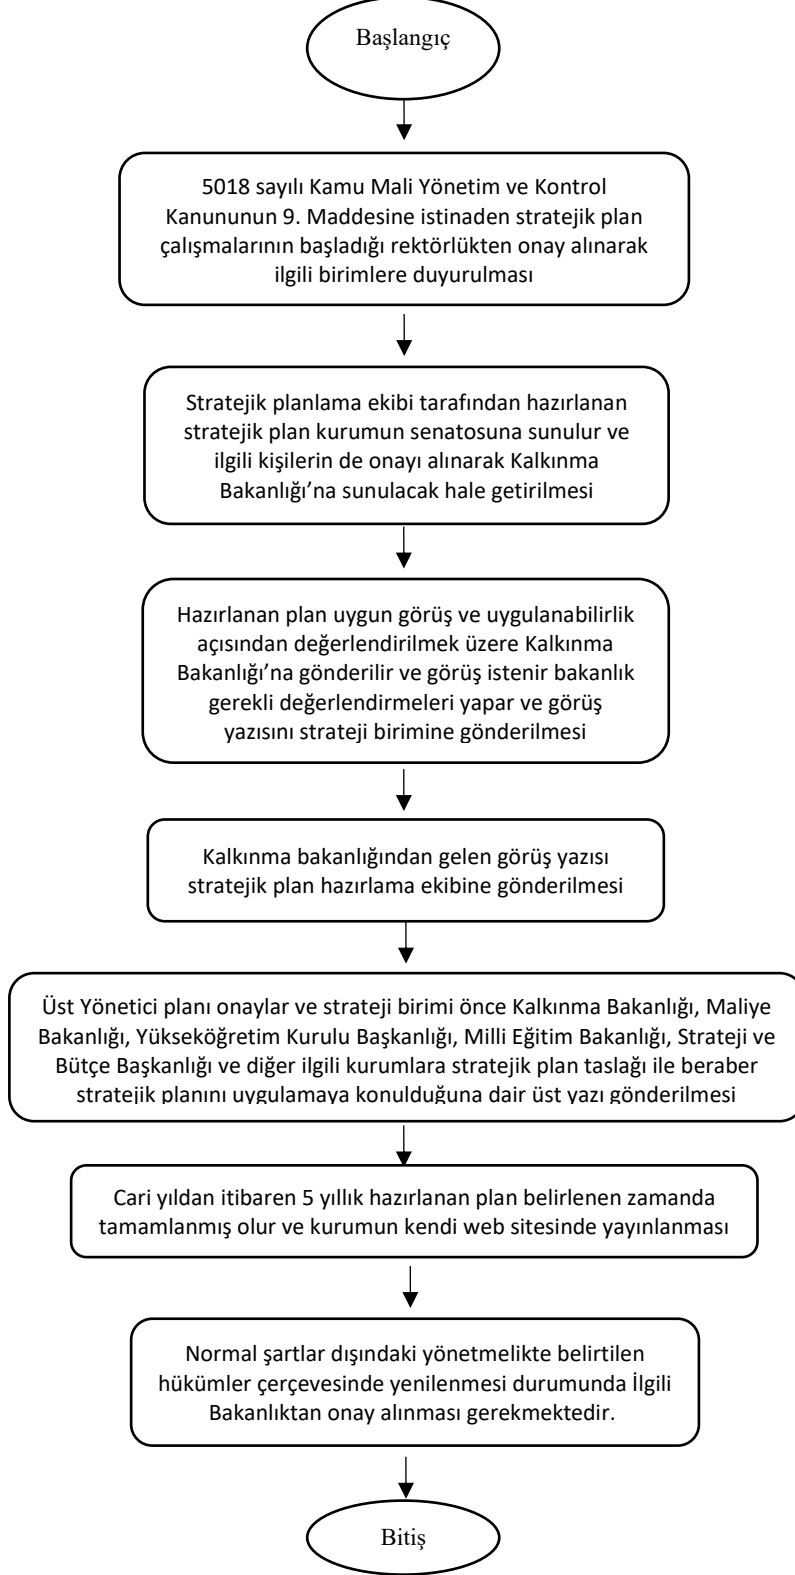 Başlangıç
5018 sayılı Kamu Mali Yönetim ve Kontrol
Kanununun 9. Maddesine istinaden stratejik plan
çalışmalarının başladığı rektörlükten onay alınarak
ilgili birimlere duyurulması
Stratejik planlama ekibi tarafından hazırlanan
stratejik plan kurumun senatosuna sunulur ve
ilgili kişilerin de onayı alınarak Kalkınma
Bakanlığı’na sunulacak hale getirilmesi
Hazırlanan plan uygun görüş ve uygulanabilirlik
açısından değerlendirilmek üzere Kalkınma
Bakanlığı’na gönderilir ve görüş istenir bakanlık
gerekli değerlendirmeleri yapar ve görüş
yazısını strateji birimine gönderilmesi
Kalkınma bakanlığından gelen görüş yazısı
stratejik plan hazırlama ekibine gönderilmesi
Üst Yönetici planı onaylar ve strateji birimi önce Kalkınma Bakanlığı, Maliye
Bakanlığı, Yükseköğretim Kurulu Başkanlığı, Milli Eğitim Bakanlığı, Strateji ve
Bütçe Başkanlığı ve diğer ilgili kurumlara stratejik plan taslağı ile beraber
stratejik planını uygulamaya konulduğuna dair üst yazı gönderilmesi
Cari yıldan itibaren 5 yıllık hazırlanan plan belirlenen zamanda
tamamlanmış olur ve kurumun kendi web sitesinde yayınlanması
Normal şartlar dışındaki yönetmelikte belirtilen
hükümler çerçevesinde yenilenmesi durumunda İlgili
Bakanlıktan onay alınması gerekmektedir.
Bitiş